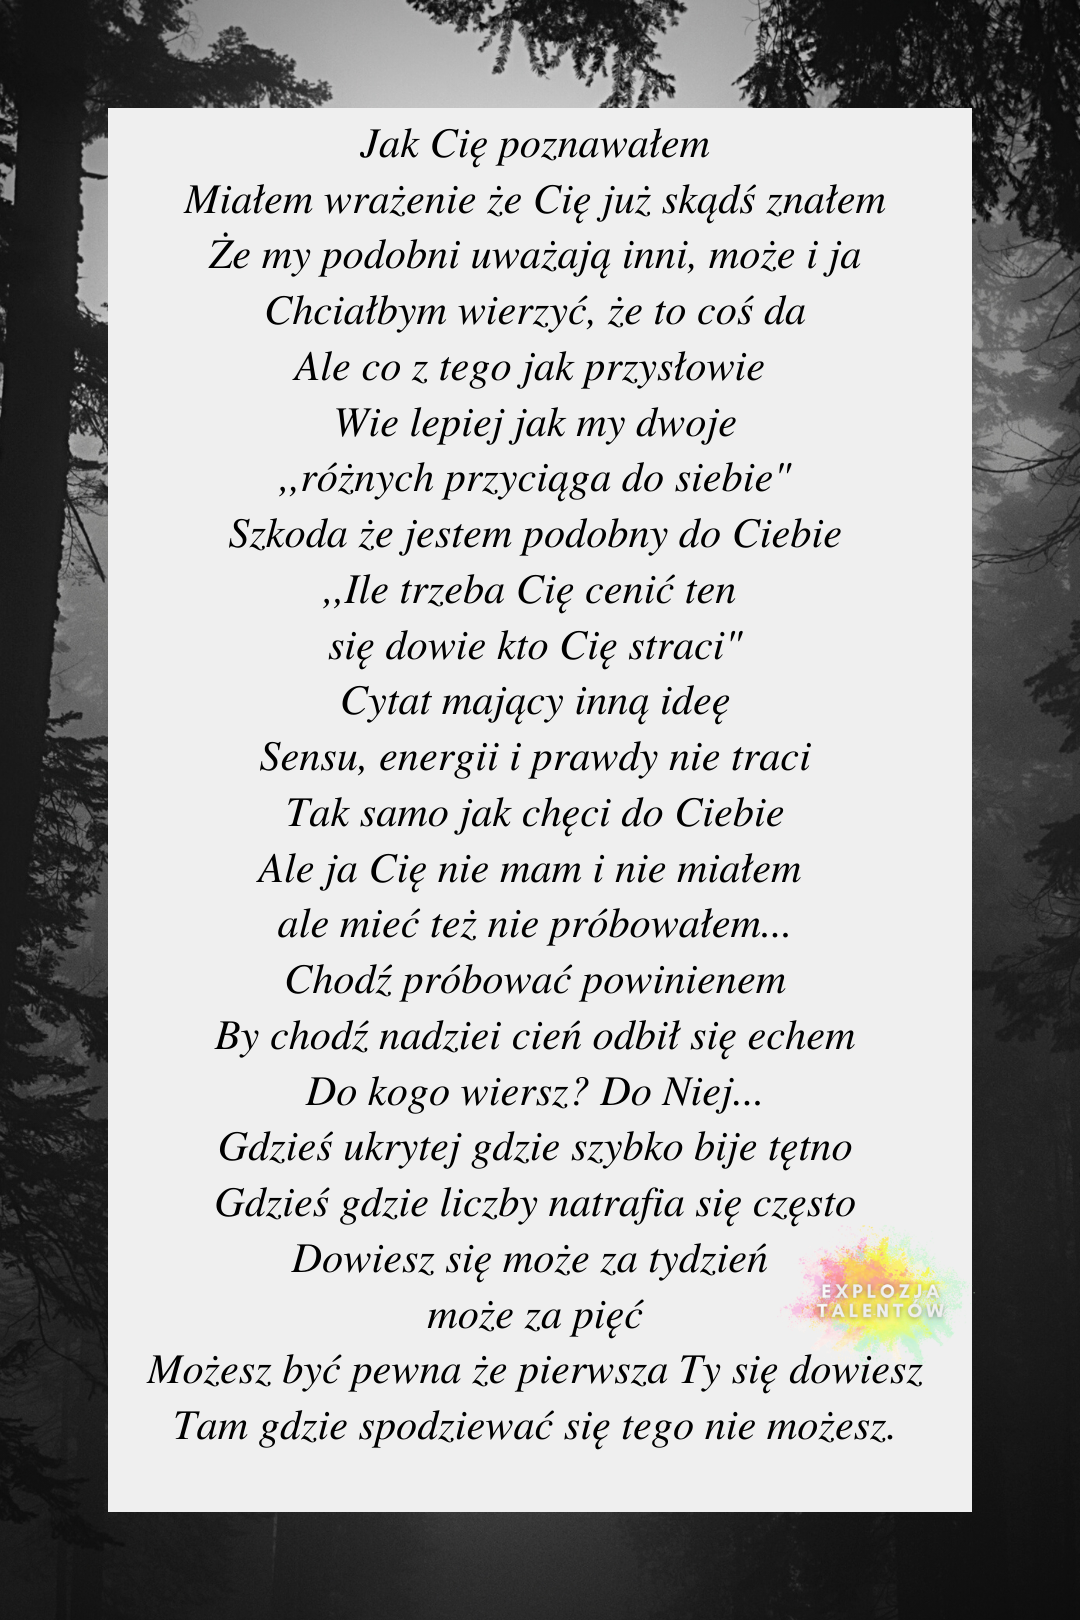 Jak Cię poznawałem
Miałem wrażenie że Cię już skądś znałem
Że my podobni uważają inni, może i ja
Chciałbym wierzyć, że to coś da
Ale co z tego jak przysłowie
Wie lepiej jak my dwoje
,,różnych przyciąga do siebie"
Szkoda że jestem podobny do Ciebie
,,Ile trzeba Cię cenić ten
się dowie kto Cię straci"
Cytat mający inną ideę
Sensu, energii i prawdy nie traci
Tak samo jak chęci do Ciebie
Ale ja Cię nie mam i nie miałem
ale mieć też nie próbowałem...
Chodź próbować powinienem
By chodź nadziei cień odbił się echem
Do kogo wiersz? Do Niej...
Gdzieś ukrytej gdzie szybko bije tętno
Gdzieś gdzie liczby natrafia się często
Dowiesz się może za tydzień
może za pięć
EXPLOZJA
TALENTÓW
Możesz być pewna że pierwsza Ty się dowiesz
Tam gdzie spodziewać się tego nie możesz.